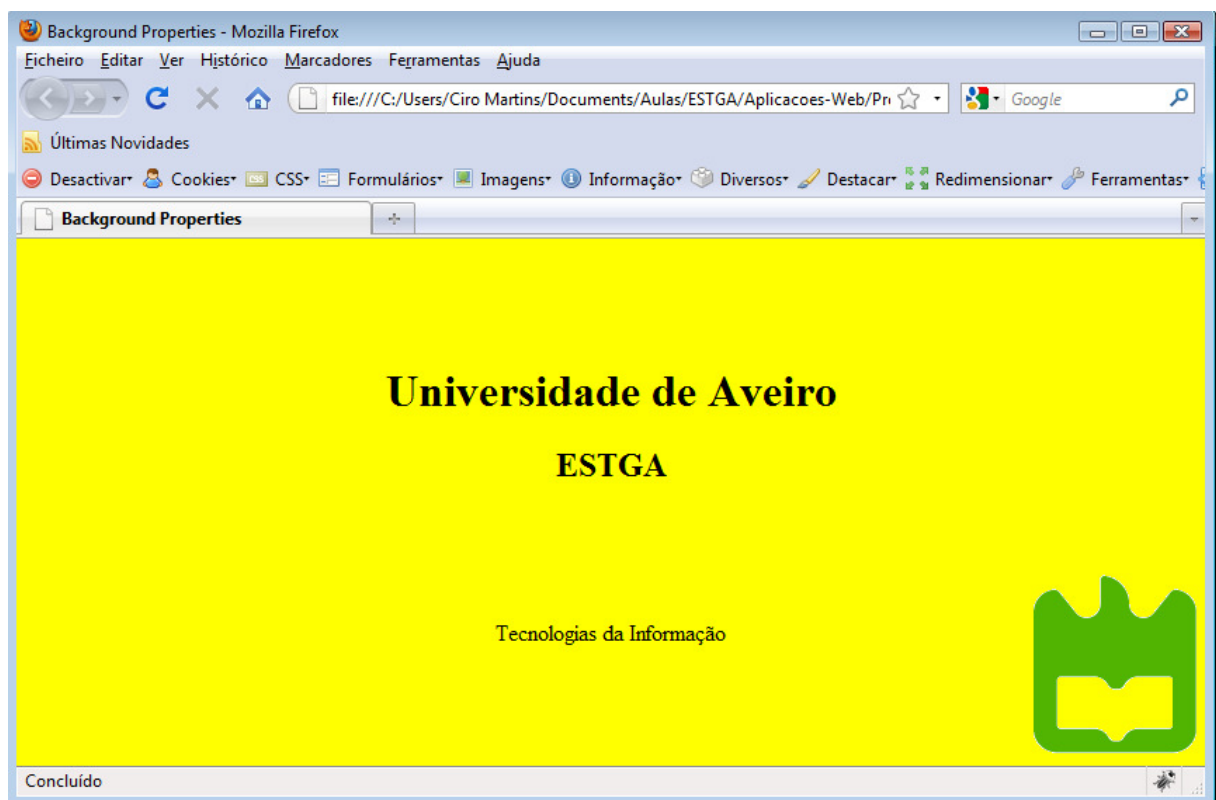 Background Properties - Mozilla Firefox
Ficheiro Editar Ver Histórico Marcadores Ferramentas Ajuda
file:///C:/Users/Ciro Martins/Documents/Aulas/ESTGA/Aplicacoes-Web/Pr Google
Últimas Novidades
Desactivar Cookies CSS CSS Formulários Imagens Informação Diversos Destacar Redimensionar Ferramentas
Background Properties
Universidade de Aveiro
ESTGA
Tecnologias da Informação
Concluído